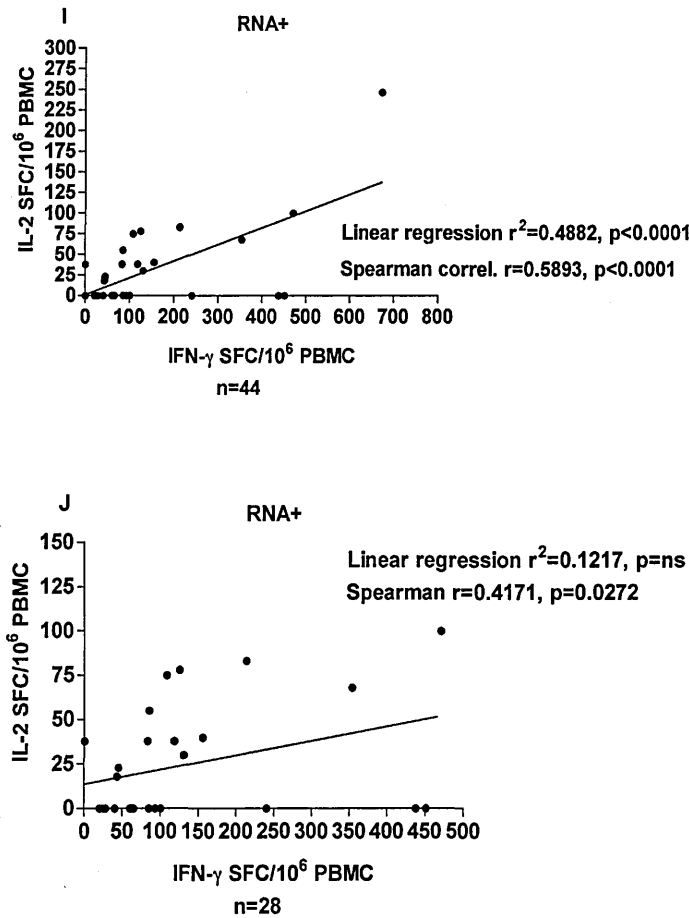 I
RNA+
IL-2 SFC/10⁶ PBMC
300
275
250
225
200
175
150
125
100
75
50
25
0
0 100 200 300 400 500 600 700 800
Linear regression r²=0.4882, p<0.0001
Spearman correl. r=0.5893, p<0.0001
IFN-γ SFC/10⁶ PBMC
n=44
J
RNA+
IL-2 SFC/10⁶ PBMC
150
125
100
75
50
25
0
0 50 100 150 200 250 300 350 400 450 500
Linear regression r²=0.1217, p=ns
Spearman r=0.4171, p=0.0272
IFN-γ SFC/10⁶ PBMC
n=28